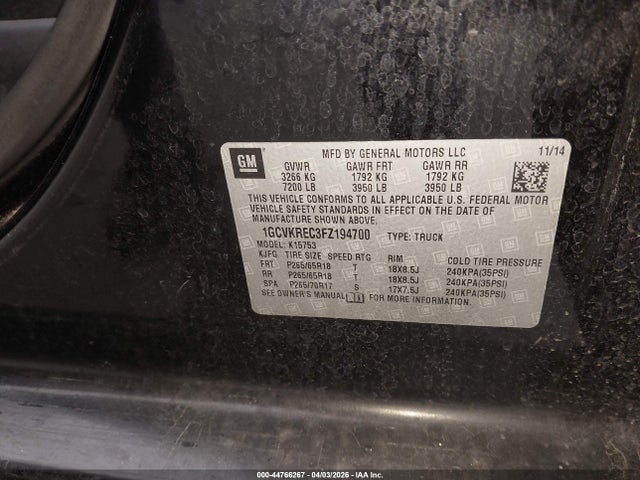 GM
MFD BY GENERAL MOTORS LLC 11/14
GVWR GAWR FRT GAWR RR
3266 KG 1792 KG 1792 KG
7200 LB 3950 LB 3950 LB
THIS VEHICLE CONFORMS TO ALL APPLICABLE U.S. FEDERAL MOTOR
VEHICLE SAFETY STANDARDS IN EFFECT ON THE DATE OF
MANUFACTURE SHOWN ABOVE.
1GCVKREC3FZ194700 TYPE: TRUCK
MODEL: K15753
KJFG TIRE SIZE SPEED RTG RIM COLD TIRE PRESSURE
FRT P265/65R18 T 18X8.5J 240KPA(35PSI)
RR P265/65R18 T 18X8.5J 240KPA(35PSI)
SPA P265/70R17 S 17X7.5J 240KPA(35PSI)
SEE OWNER'S MANUAL FOR MORE INFORMATION.
000-44766267 - 04/03/2026 - IAA Inc.